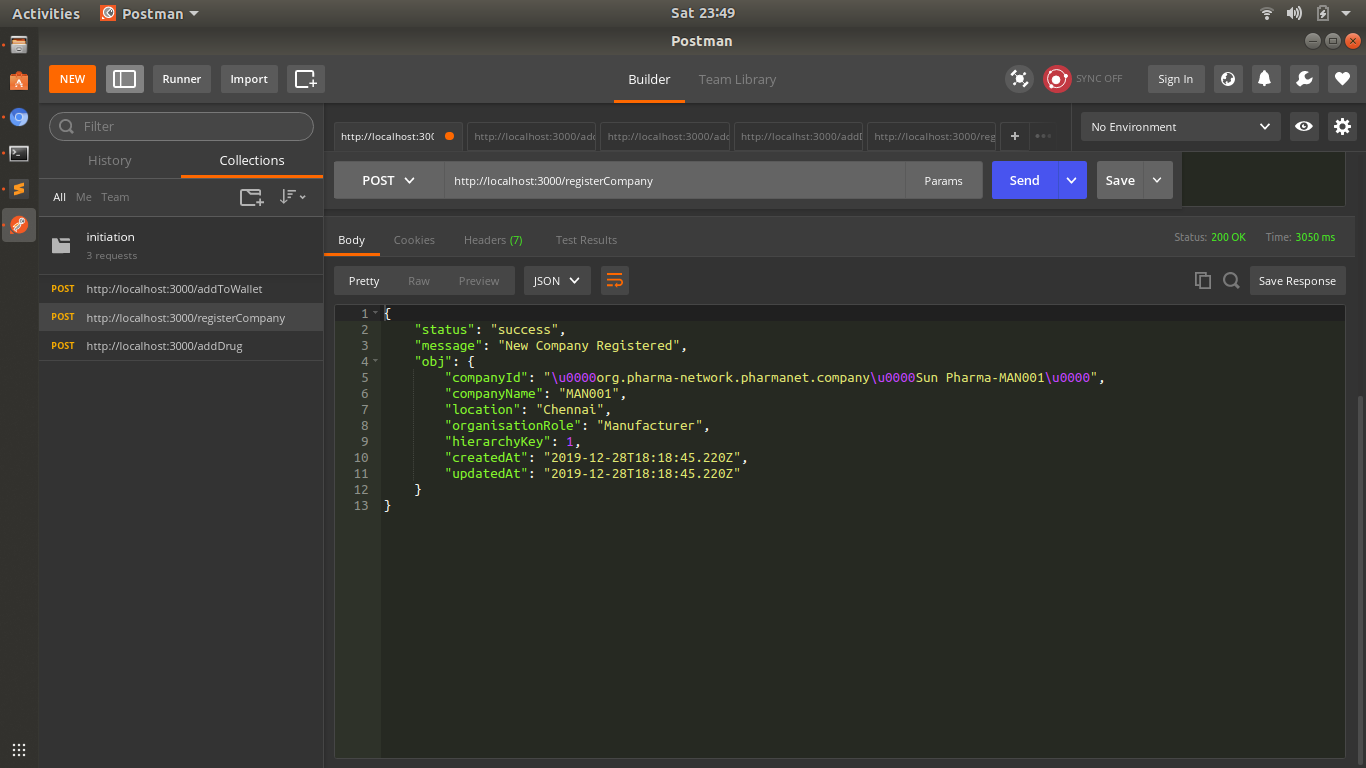 Activities Postman Sat 23:49
Postman
NEW Runner Import Builder Team Library SYNC OFF Sign In
Filter
History Collections
All Me Team
initiation
3 requests
POST http://localhost:3000/addToWallet
POST http://localhost:3000/registerCompany
POST http://localhost:3000/addDrug
http://localhost:300 http://localhost:3000/add http://localhost:3000/add http://localhost:3000/addD http://localhost:3000/reg + No Environment
POST http://localhost:3000/registerCompany Params Send Save
Body Cookies Headers (7) Test Results Status: 200 OK Time: 3050 ms
Pretty Raw Preview JSON Save Response
1 {
2 "status": "success",
3 "message": "New Company Registered",
4 "obj": {
5 "companyId": "\u0000org.pharma-network.pharmanet.company\u0000Sun Pharma-MAN001\u0000",
6 "companyName": "MAN001",
7 "location": "Chennai",
8 "organisationRole": "Manufacturer",
9 "hierarchyKey": 1,
10 "createdAt": "2019-12-28T18:18:45.220Z",
11 "updatedAt": "2019-12-28T18:18:45.220Z"
12 }
13 }